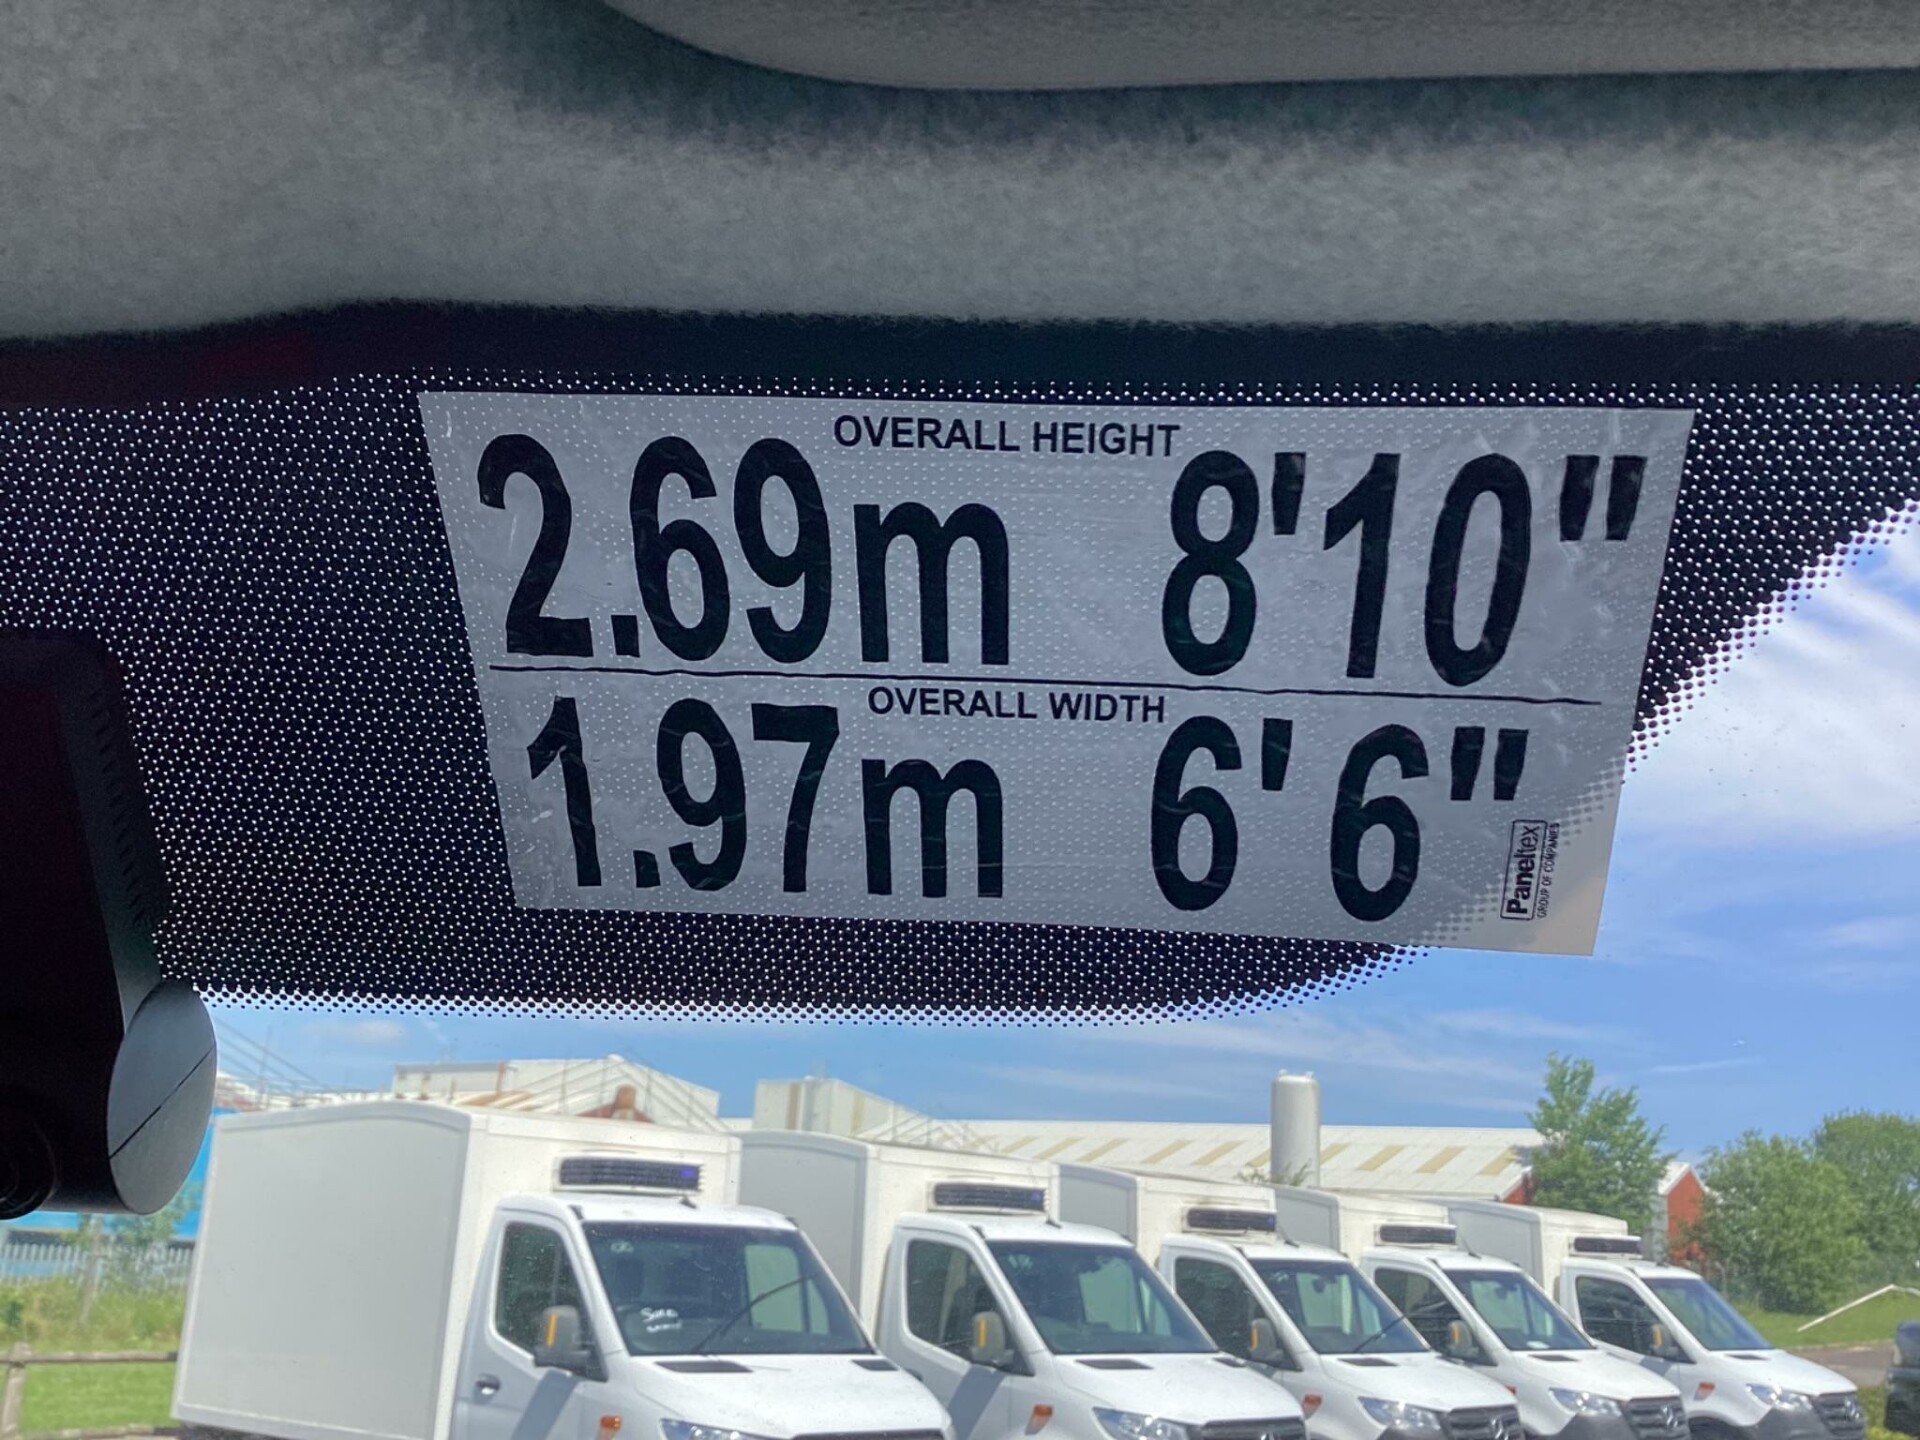 OVERALL HEIGHT
2.69m 8'10"
OVERALL WIDTH
1.97m 6'6"
Paneltex
GROUP OF COMPANIES